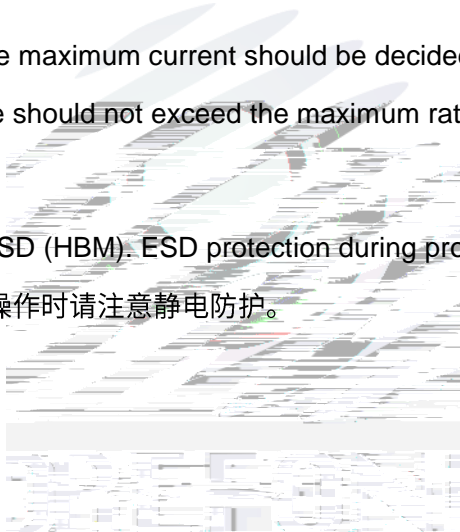 e maximum current should be decided
e should not exceed the maximum rat
SD (HBM). ESD protection during pro
操作时请注意静电防护。